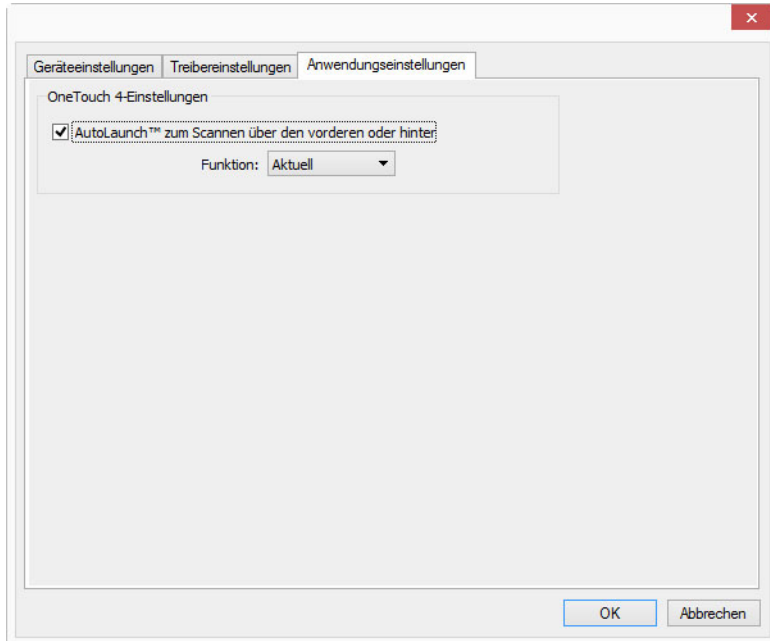 Geräteeinstellungen Treibereinstellungen Anwendungseinstellungen
OneTouch 4-Einstellungen
AutoLaunch™ zum Scannen über den vorderen oder hinter
Funktion: Aktuell
OK Abbrechen